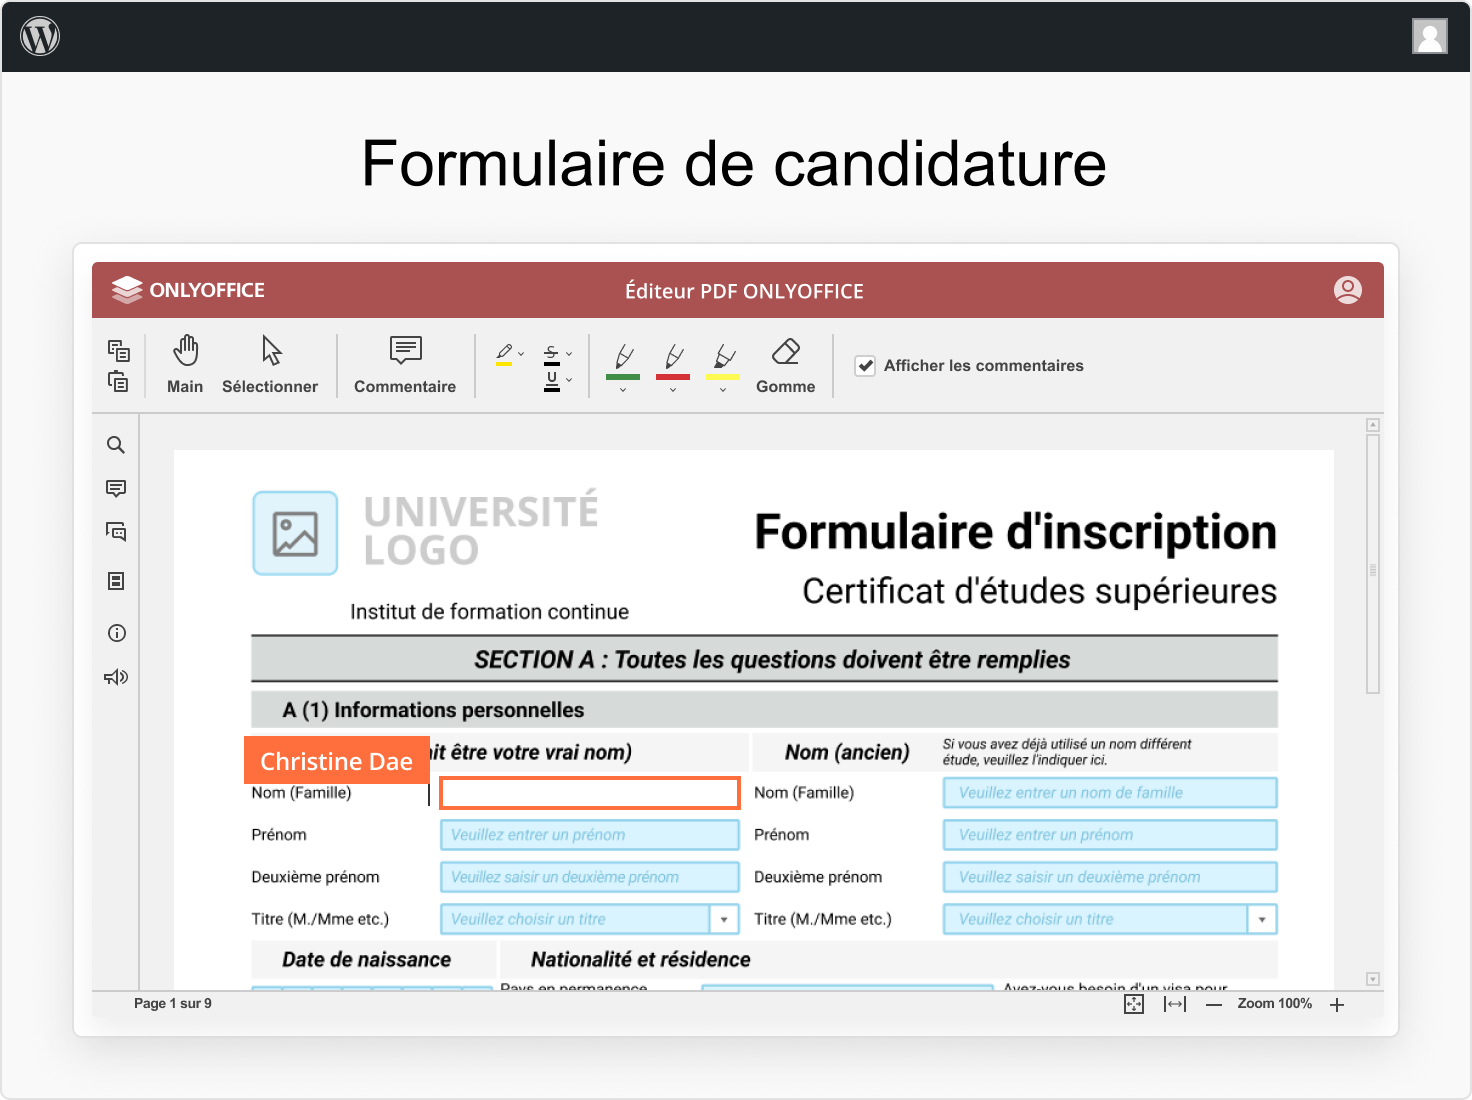 Formulaire de candidature
ONLYOFFICE
Éditeur PDF ONLYOFFICE
Main
Sélectionner
Commentaire
Gomme
Afficher les commentaires
UNIVERSITÉ
LOGO
Institut de formation continue
Formulaire d'inscription
Certificat d'études supérieures
SECTION A : Toutes les questions doivent être remplies
A (1) Informations personnelles
Christine Dae
être votre vrai nom)
Nom (ancien)
Si vous avez déjà utilisé un nom différent
étude, veuillez l'indiquer ici.
Nom (Famille)
Nom (Famille)
Veuillez entrer un nom de famille
Prénom
Veuillez entrer un prénom
Prénom
Veuillez entrer un prénom
Deuxième prénom
Veuillez saisir un deuxième prénom
Deuxième prénom
Veuillez saisir un deuxième prénom
Titre (M./Mme etc.)
Veuillez choisir un titre
Titre (M./Mme etc.)
Veuillez choisir un titre
Date de naissance
Nationalité et résidence
Pays en permanence
Avez-vous besoin d'un visa pour
Page 1 sur 9
Zoom 100%